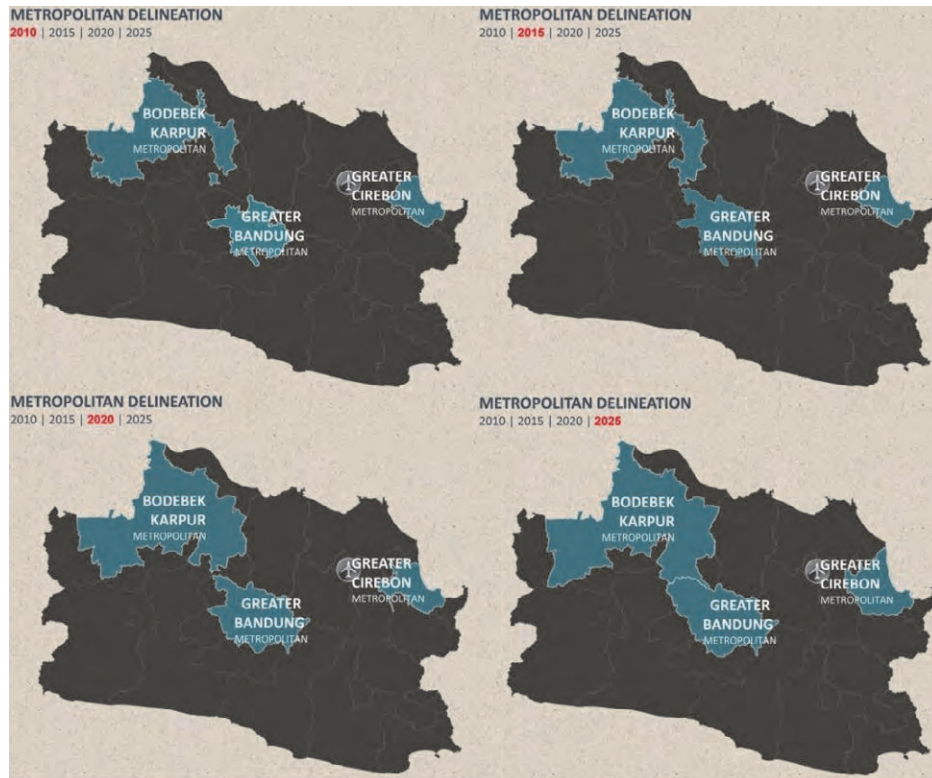 METROPOLITAN DELINEATION
2010 | 2015 | 2020 | 2025
BODEBEK
KARPUR
METROPOLITAN
GREATER
CIREBON
METROPOLITAN
GREATER
BANDUNG
METROPOLITAN
METROPOLITAN DELINEATION
2010 | 2015 | 2020 | 2025
BODEBEK
KARPUR
METROPOLITAN
GREATER
CIREBON
METROPOLITAN
GREATER
BANDUNG
METROPOLITAN
METROPOLITAN DELINEATION
2010 | 2015 | 2020 | 2025
BODEBEK
KARPUR
METROPOLITAN
GREATER
CIREBON
METROPOLITAN
GREATER
BANDUNG
METROPOLITAN
METROPOLITAN DELINEATION
2010 | 2015 | 2020 | 2025
BODEBEK
KARPUR
METROPOLITAN
GREATER
CIREBON
METROPOLITAN
GREATER
BANDUNG
METROPOLITAN